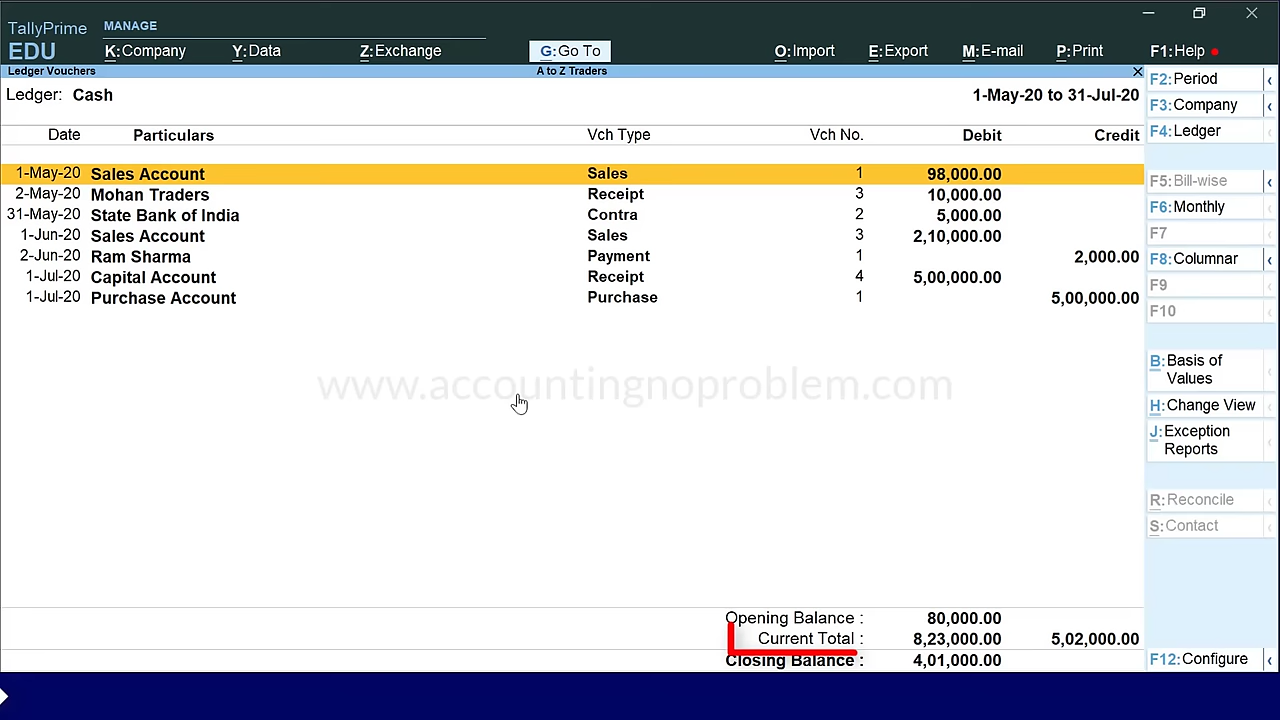 TallyPrime MANAGE
EDU K:Company Y:Data Z:Exchange G:Go To O:Import E:Export M:E-mail P:Print F1:Help
Ledger Vouchers A to Z Traders
Ledger: Cash 1-May-20 to 31-Jul-20
Date Particulars Vch Type Vch No. Debit Credit
1-May-20 Sales Account Sales 1 98,000.00
2-May-20 Mohan Traders Receipt 3 10,000.00
31-May-20 State Bank of India Contra 2 5,000.00
1-Jun-20 Sales Account Sales 3 2,10,000.00
2-Jun-20 Ram Sharma Payment 1 2,000.00
1-Jul-20 Capital Account Receipt 4 5,00,000.00
1-Jul-20 Purchase Account Purchase 1 5,00,000.00
www.accountingnoproblem.com
Opening Balance : 80,000.00
Current Total : 8,23,000.00 5,02,000.00
Closing Balance : 4,01,000.00
F2:Period
F3:Company
F4:Ledger
F5:Bill-wise
F6:Monthly
F7
F8:Columnar
F9
F10
B:Basis of
Values
H:Change View
J:Exception
Reports
R:Reconcile
S:Contact
F12:Configure